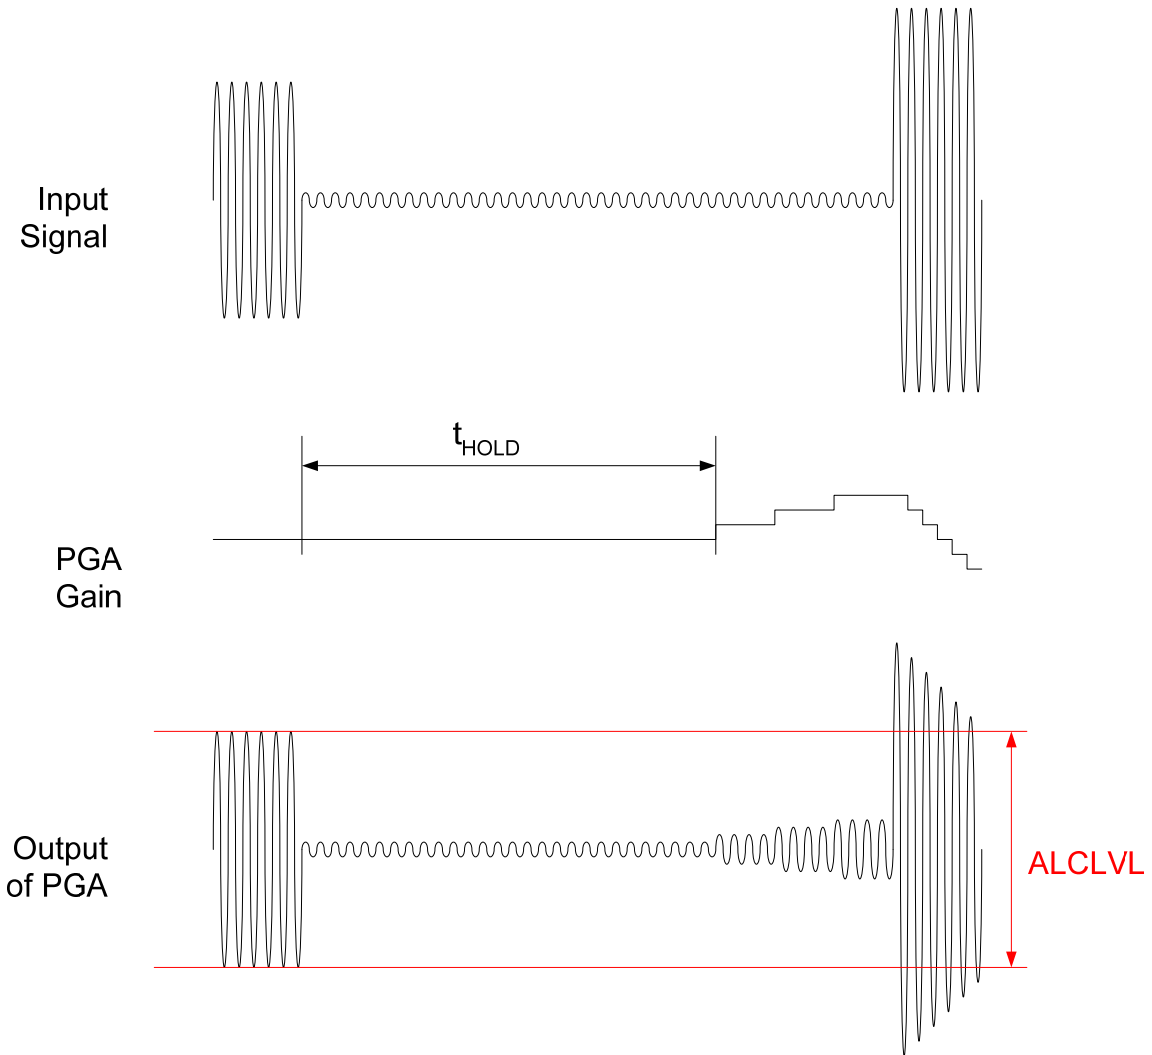 Input
Signal
tHOLD
PGA
Gain
Output
of PGA
ALCLVL